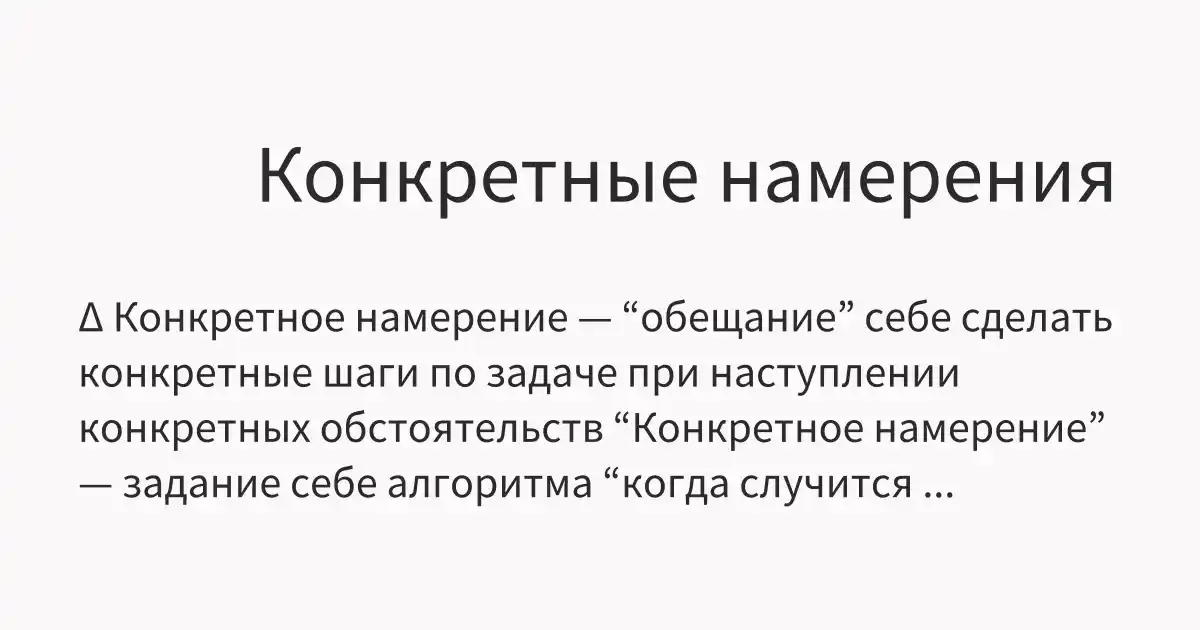 Конкретные намерения
∆ Конкретное намерение — “обещание” себе сделать
конкретные шаги по задаче при наступлении
конкретных обстоятельств “Конкретное намерение”
— задание себе алгоритма “когда случится ...